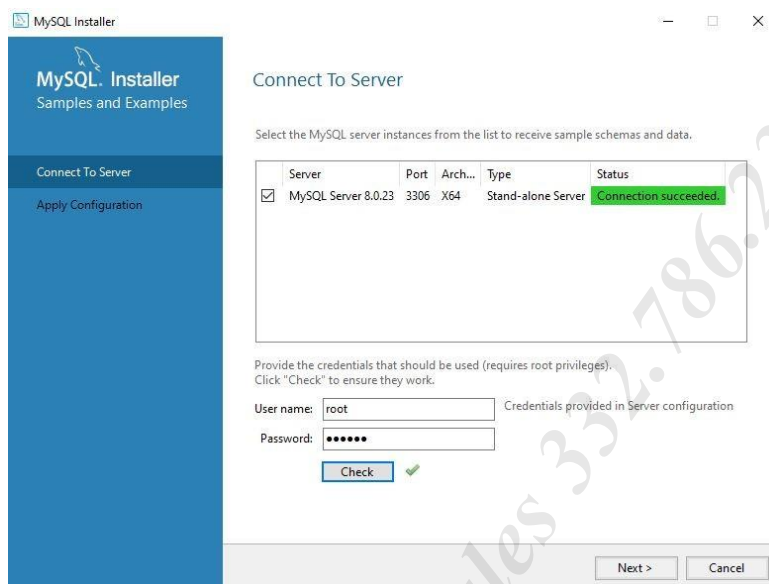 MySQL Installer
MySQL. Installer
Samples and Examples
Connect To Server
Apply Configuration
Connect To Server
Select the MySQL server instances from the list to receive sample schemas and data.
Server Port Arch... Type Status
MySQL Server 8.0.23 3306 X64 Stand-alone Server Connection succeeded.
Provide the credentials that should be used (requires root privileges).
Click "Check" to ensure they work.
User name: root Credentials provided in Server configuration
Password: ●●●●●●
Check
Next > Cancel
332.786.2